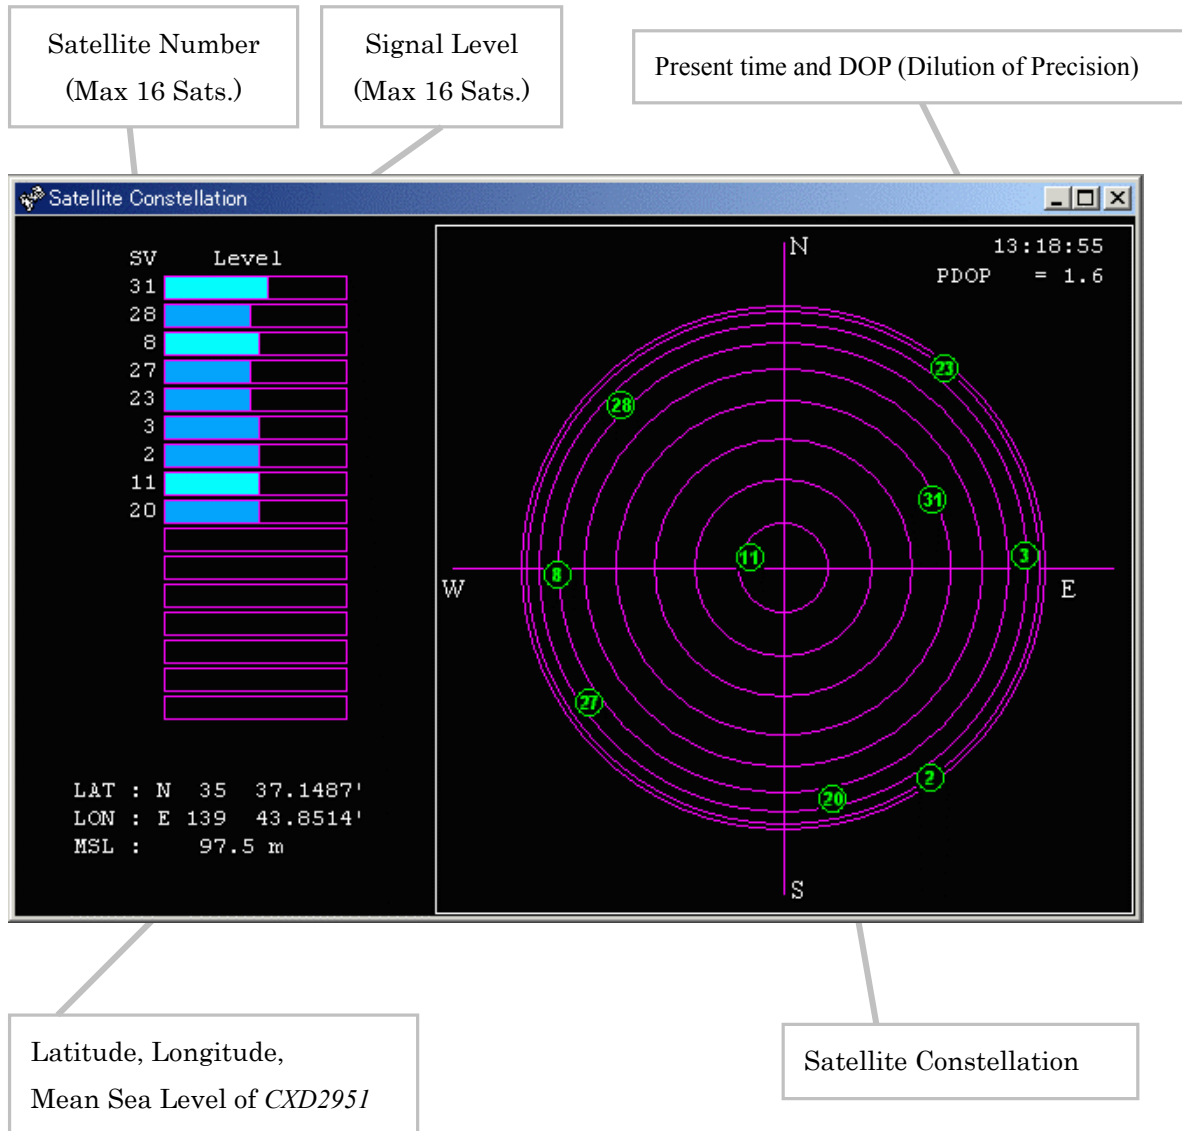 Satellite Number
(Max 16 Sats.)
Signal Level
(Max 16 Sats.)
Present time and DOP (Dilution of Precision)
Satellite Constellation
SV Level
31
28
8
27
23
3
2
11
20
LAT : N 35 37.1487'
LON : E 139 43.8514'
MSL : 97.5 m
N
13:18:55
PDOP = 1.6
23
28
31
11
3
8
W
E
27
2
20
S
Latitude, Longitude,
Mean Sea Level of CXD2951
Satellite Constellation